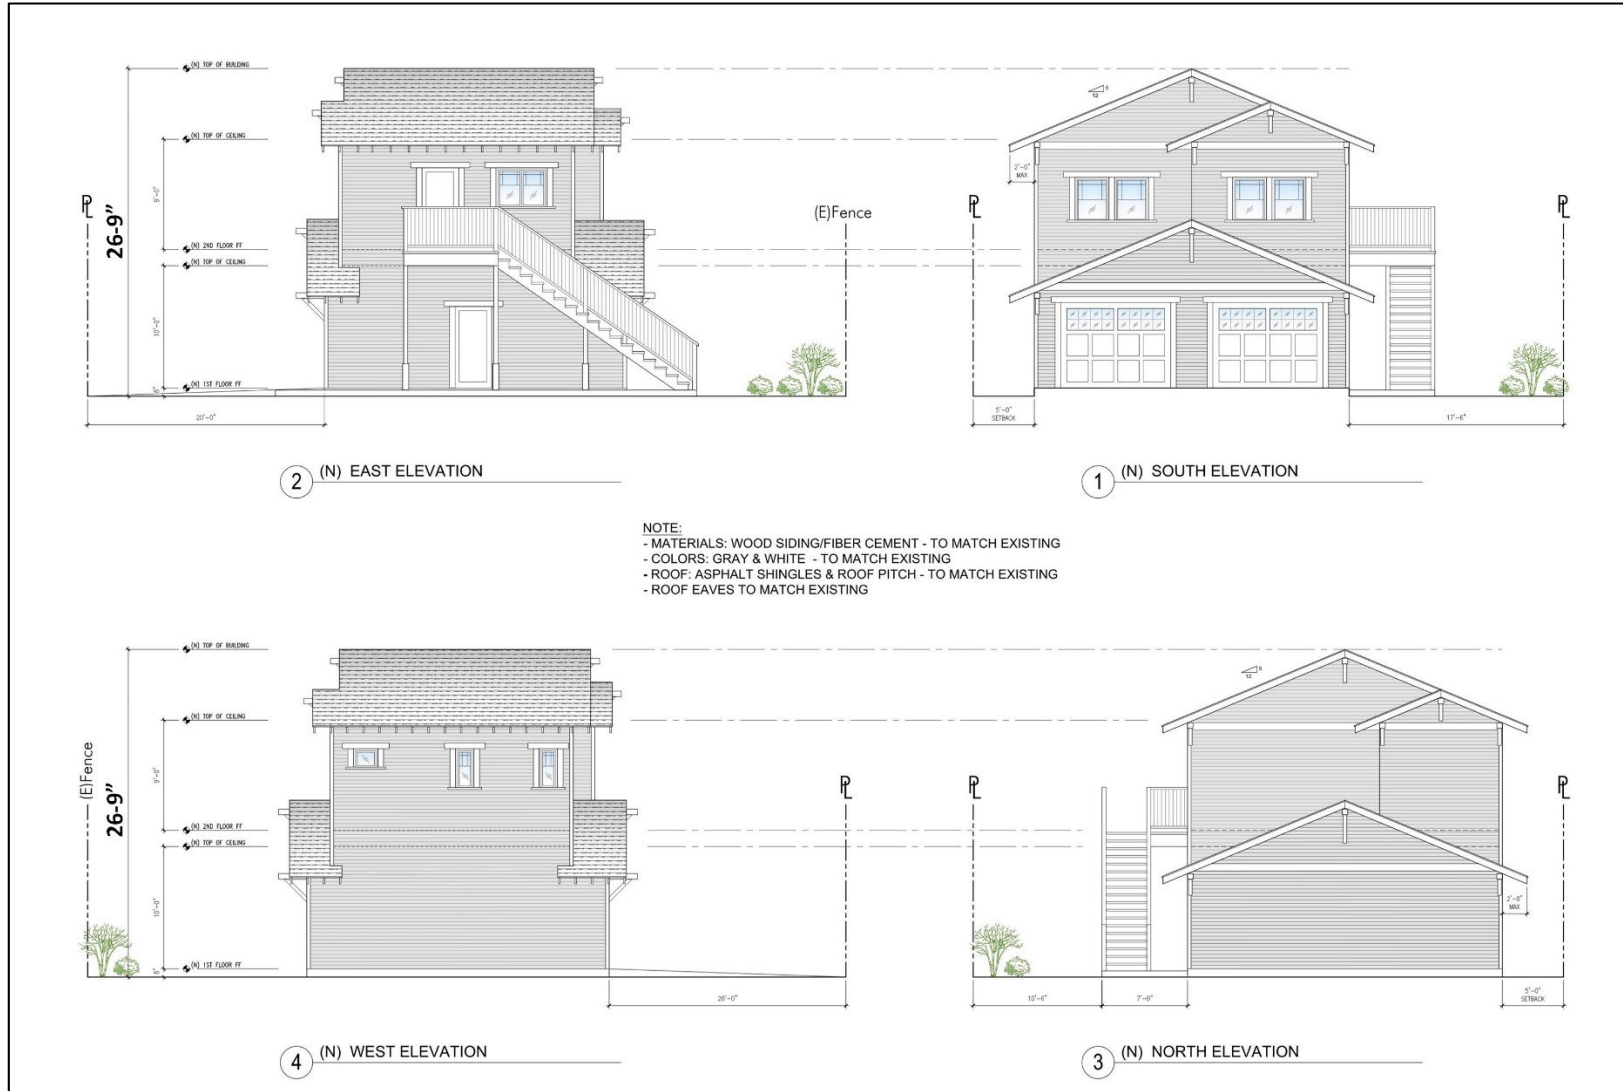 (N) TOP OF BUILDING
(N) TOP OF CEILING
9'-0"
26-9”
PL
(N) 2ND FLOOR FF
(N) TOP OF CEILING
10'-0"
(N) 1ST FLOOR FF
20'-0"
(E)Fence
2 (N) EAST ELEVATION
12
2'-0"
MAX
PL
PL
5'-0"
SETBACK
17'-6"
1 (N) SOUTH ELEVATION
NOTE:
- MATERIALS: WOOD SIDING/FIBER CEMENT - TO MATCH EXISTING
- COLORS: GRAY & WHITE - TO MATCH EXISTING
- ROOF: ASPHALT SHINGLES & ROOF PITCH - TO MATCH EXISTING
- ROOF EAVES TO MATCH EXISTING
(N) TOP OF BUILDING
(N) TOP OF CEILING
(E)Fence
26-9”
9'-0"
(N) 2ND FLOOR FF
(N) TOP OF CEILING
10'-0"
(N) 1ST FLOOR FF
8"
20'-0"
PL
4 (N) WEST ELEVATION
12
PL
PL
2'-0"
MAX
10'-6"
7'-0"
5'-0"
SETBACK
3 (N) NORTH ELEVATION